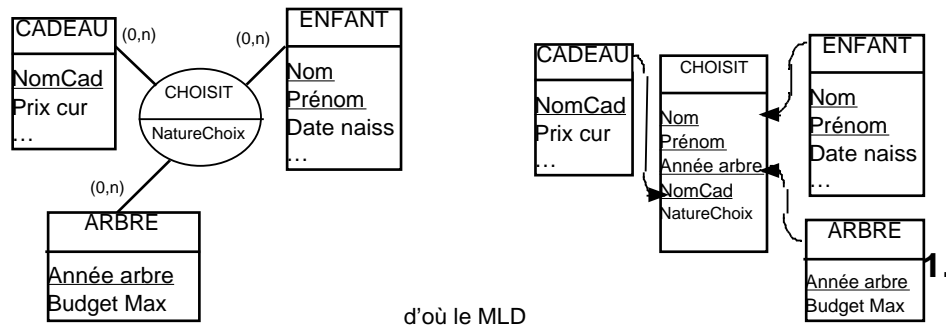 CADEAU
NomCad
Prix cur
…
(0,n)
(0,n)
ENFANT
Nom
Prénom
Date naiss
…
CHOISIT
NatureChoix
(0,n)
ARBRE
Année arbre
Budget Max
d'où le MLD
CADEAU
NomCad
Prix cur
…
CHOISIT
Nom
Prénom
Année arbre
NomCad
NatureChoix
ENFANT
Nom
Prénom
Date naiss
…
ARBRE
Année arbre
Budget Max
1.